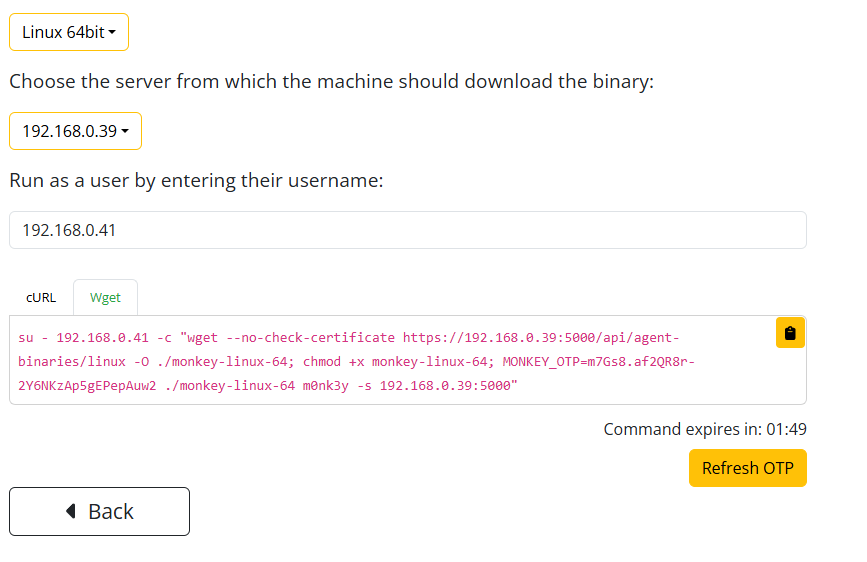 Linux 64bit
Choose the server from which the machine should download the binary:
192.168.0.39
Run as a user by entering their username:
192.168.0.41
cURL Wget
su - 192.168.0.41 -c "wget --no-check-certificate https://192.168.0.39:5000/api/agent-
binaries/linux -O ./monkey-linux-64; chmod +x monkey-linux-64; MONKEY_OTP=m7Gs8.af2QR8r-
2Y6NKzAp5gEPepAuw2 ./monkey-linux-64 m0nk3y -s 192.168.0.39:5000"
Command expires in: 01:49
Refresh OTP
Back